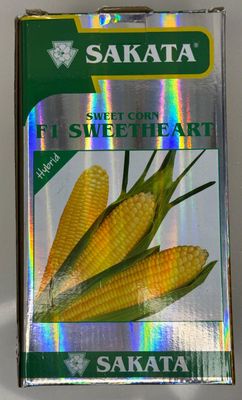 SAKATA®
SWEET CORN
F1 SWEETHEART
Hybrid
SAKATA®